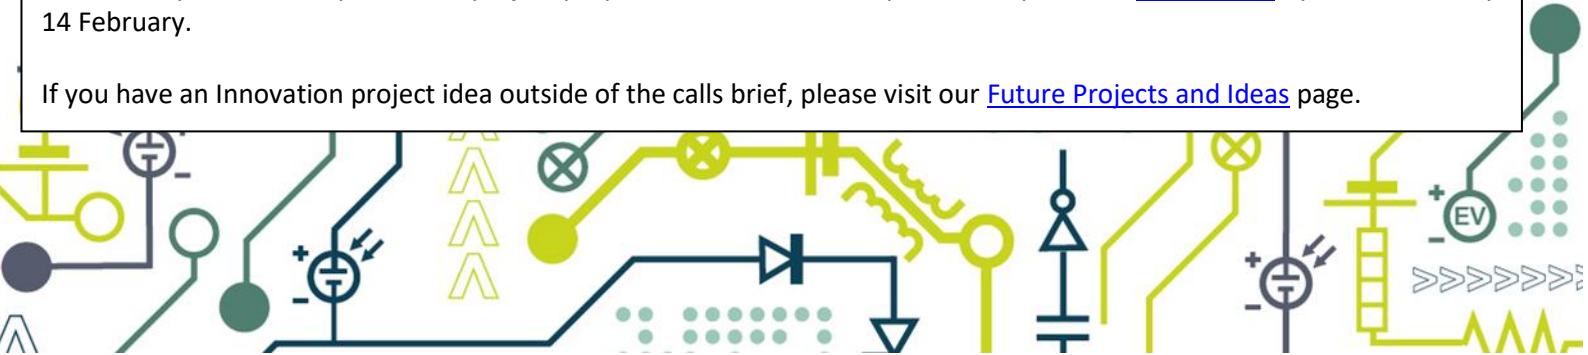 14 February.
If you have an Innovation project idea outside of the calls brief, please visit our Future Projects and Ideas page.
EV